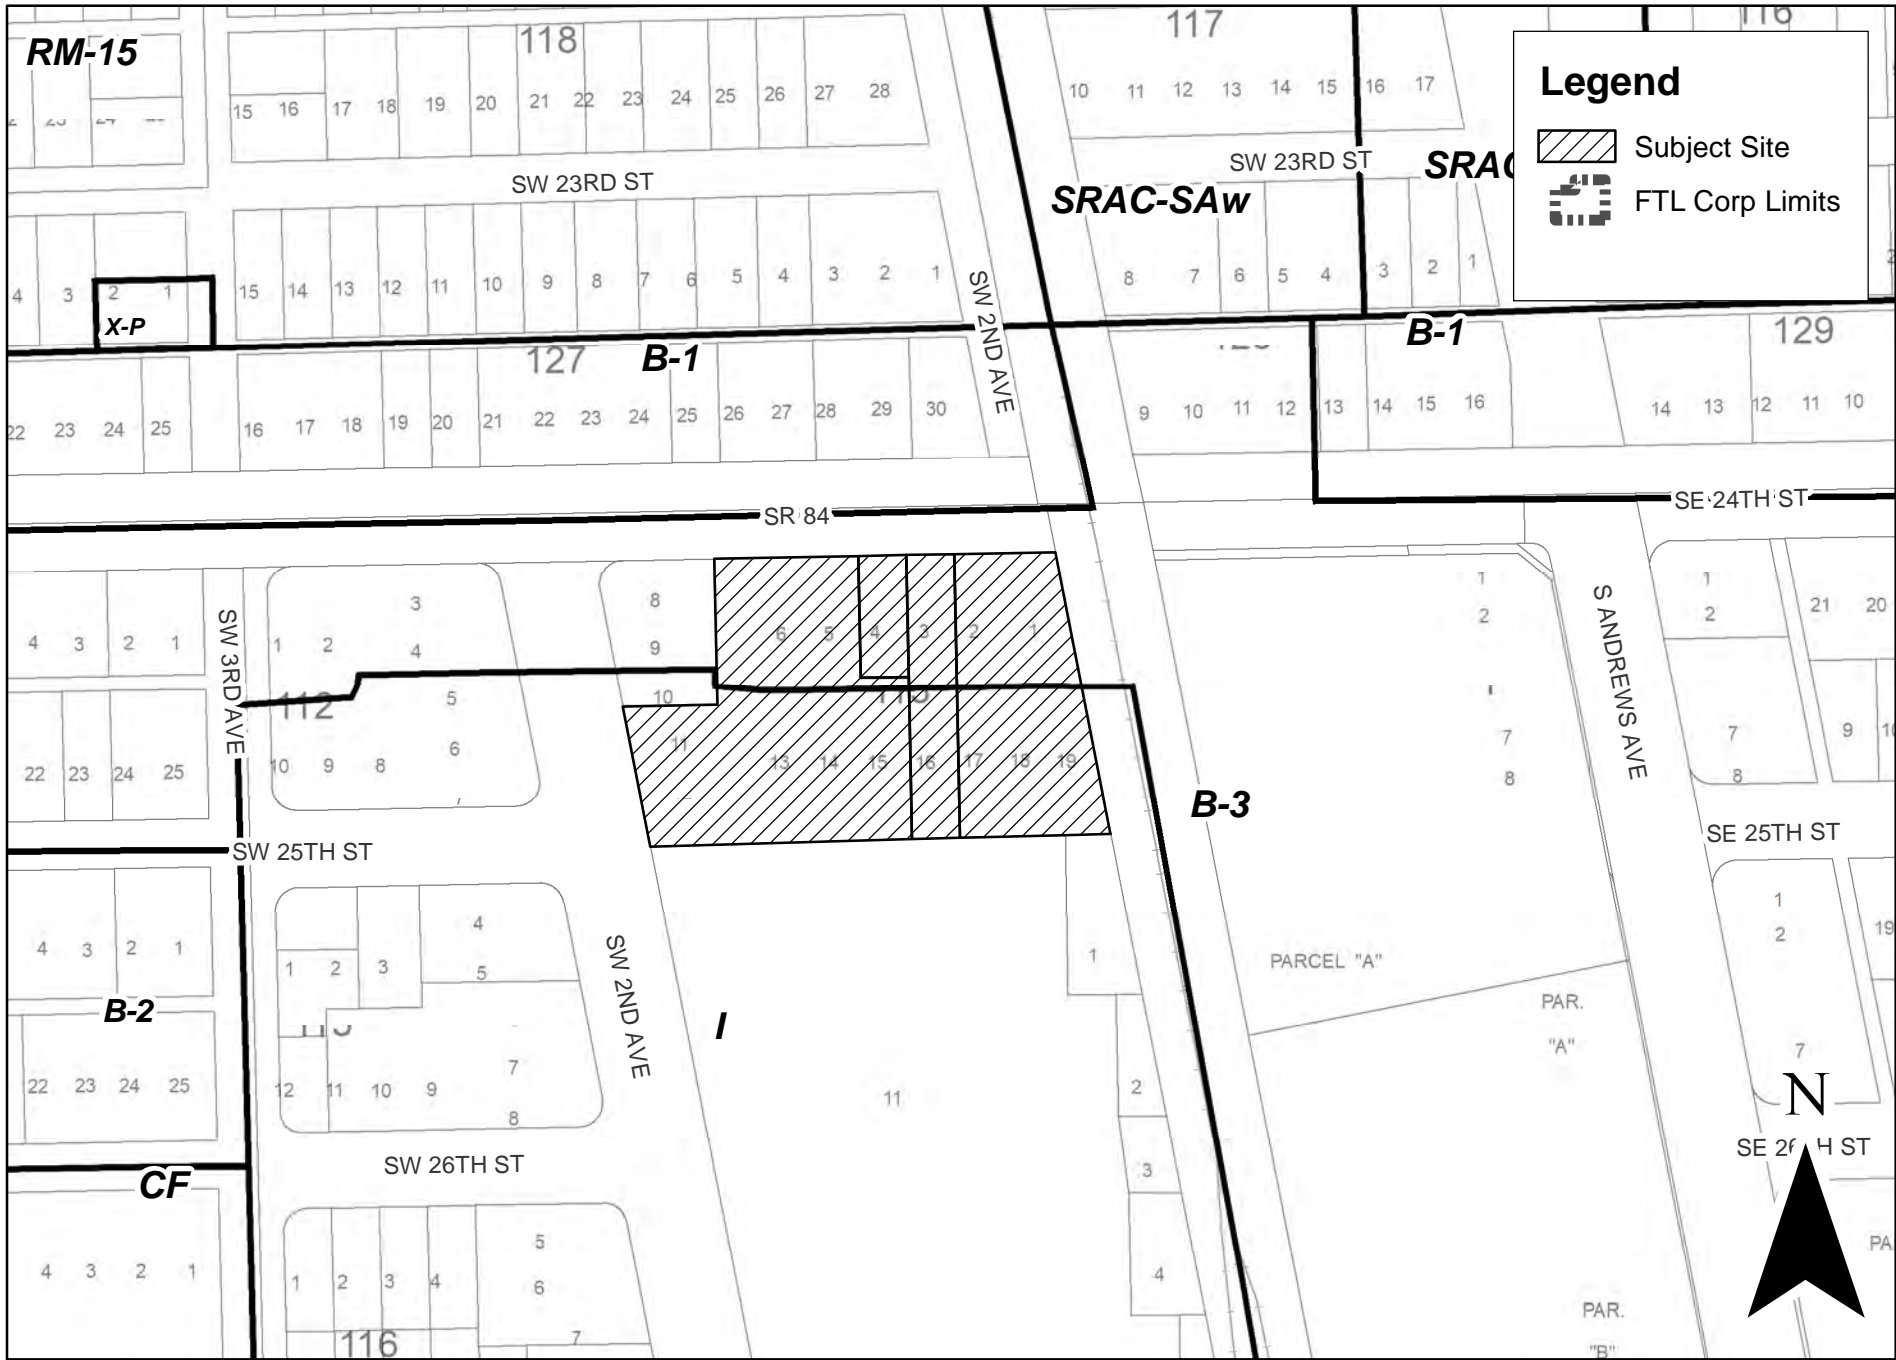 118
117
RM-15
Legend
Subject Site
FTL Corp Limits
15 16 17 18 19 20 21 22 23 24 25 26 27 28
10 11 12 13 14 15 16 17
SW 23RD ST
SW 23RD ST
SRAC-SAw
4 3 2 1
X-P
15 14 13 12 11 10 9 8 7 6 5 4 3 2 1
8 7 6 5 4 3 2 1
SW 2ND AVE
127
B-1
B-1
129
22 23 24 25
16 17 18 19 20 21 22 23 24 25 26 27 28 29 30
9 10 11 12 13 14 15 16
14 13 12 11 10
SR 84
SE 24TH ST
4 3 2 1
SW 3RD AVE
1 2
3
4
5
6
112
10 9 8
8
9
10
11
6 5 4 3 2 1
13 14 15 16 17 18 19
1
2
7
8
S ANDREWS AVE
1
2
21 20
7
8
9
22 23 24 25
B-3
SW 25TH ST
SE 25TH ST
4 3 2 1
B-2
22 23 24 25
1 2 3
4
5
12 11 10 9
7
8
SW 2ND AVE
I
11
1
2
3
4
PARCEL "A"
PAR.
"A"
1
2
19
7
N
SW 26TH ST
CF
4 3 2 1
1 2 3 4
5
6
7
116
PAR.
"B"